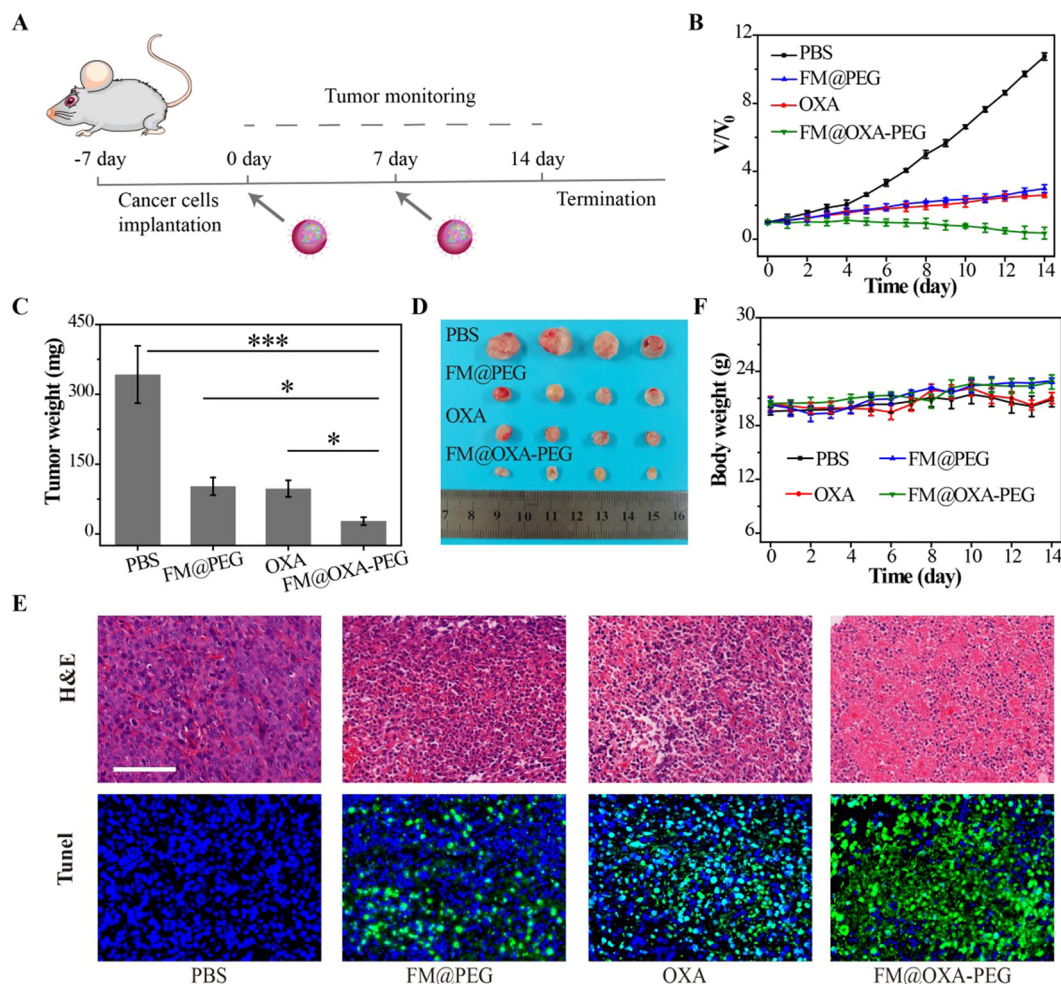 A
Tumor monitoring
-7 day
0 day
7 day
14 day
Cancer cells
implantation
Termination
B
12
8
4
0
V/V0
PBS
FM@PEG
OXA
FM@OXA-PEG
0 2 4 6 8 10 12 14
Time (day)
C
450
300
150
0
Tumor weight (mg)
***
*
*
PBS
FM@PEG
OXA
FM@OXA-PEG
D
PBS
FM@PEG
OXA
FM@OXA-PEG
7 8 9 10 11 12 13 14 15 16
F
30
24
18
12
6
Body weight (g)
PBS
FM@PEG
OXA
FM@OXA-PEG
0 2 4 6 8 10 12 14
Time (day)
E
H&E
Tunel
PBS
FM@PEG
OXA
FM@OXA-PEG